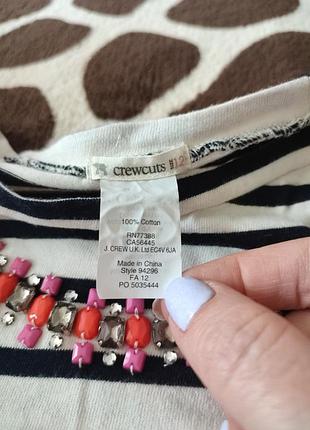 crewcuts 12
100% Cotton
RN77388
CA56445
J. CREW U.K. Ltd EC4V 6JA
Made in China
Style 94296
FA 12
PO 5035444